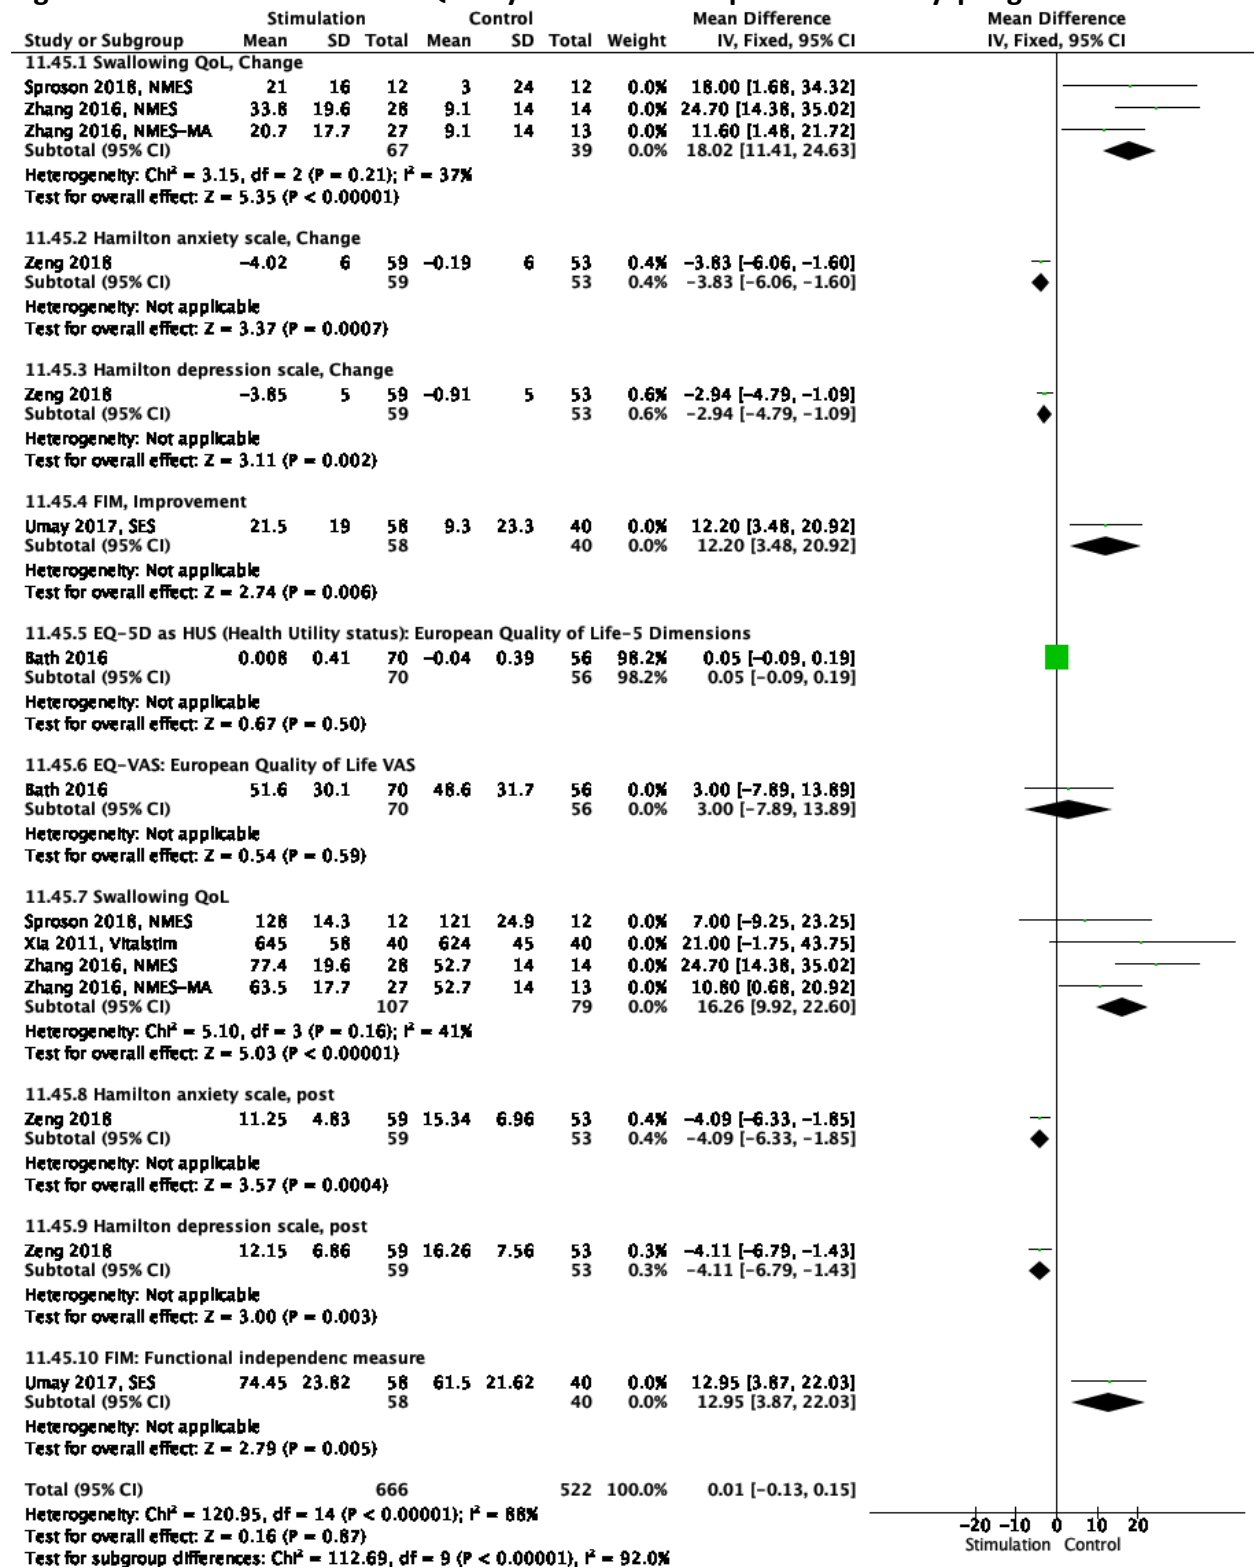 Stimulation Control Mean Difference Mean Difference
Study or Subgroup Mean SD Total Mean SD Total Weight IV, Fixed, 95% CI IV, Fixed, 95% CI
11.45.1 Swallowing QoL, Change
Sproson 2018, NMES 21 16 12 3 24 12 0.0% 18.00 [1.68, 34.32]
Zhang 2016, NMES 33.8 19.6 28 9.1 14 14 0.0% 24.70 [14.38, 35.02]
Zhang 2016, NMES-MA 20.7 17.7 27 9.1 14 13 0.0% 11.60 [1.48, 21.72]
Subtotal (95% CI) 67 39 0.0% 18.02 [11.41, 24.63]
Heterogeneity: Chi² = 3.15, df = 2 (P = 0.21); I² = 37%
Test for overall effect: Z = 5.35 (P < 0.00001)
11.45.2 Hamilton anxiety scale, Change
Zeng 2018 −4.02 6 59 −0.19 6 53 0.4% −3.83 [−6.06, −1.60]
Subtotal (95% CI) 59 53 0.4% −3.83 [−6.06, −1.60]
Heterogeneity: Not applicable
Test for overall effect: Z = 3.37 (P = 0.0007)
11.45.3 Hamilton depression scale, Change
Zeng 2018 −3.85 5 59 −0.91 5 53 0.6% −2.94 [−4.79, −1.09]
Subtotal (95% CI) 59 53 0.6% −2.94 [−4.79, −1.09]
Heterogeneity: Not applicable
Test for overall effect: Z = 3.11 (P = 0.002)
11.45.4 FIM, Improvement
Umay 2017, SES 21.5 19 58 9.3 23.3 40 0.0% 12.20 [3.48, 20.92]
Subtotal (95% CI) 58 40 0.0% 12.20 [3.48, 20.92]
Heterogeneity: Not applicable
Test for overall effect: Z = 2.74 (P = 0.006)
11.45.5 EQ-5D as HUS (Health Utility status): European Quality of Life-5 Dimensions
Bath 2016 0.008 0.41 70 −0.04 0.39 56 98.2% 0.05 [−0.09, 0.19]
Subtotal (95% CI) 70 56 98.2% 0.05 [−0.09, 0.19]
Heterogeneity: Not applicable
Test for overall effect: Z = 0.67 (P = 0.50)
11.45.6 EQ-VAS: European Quality of Life VAS
Bath 2016 51.6 30.1 70 48.6 31.7 56 0.0% 3.00 [−7.89, 13.89]
Subtotal (95% CI) 70 56 0.0% 3.00 [−7.89, 13.89]
Heterogeneity: Not applicable
Test for overall effect: Z = 0.54 (P = 0.59)
11.45.7 Swallowing QoL
Sproson 2018, NMES 128 14.3 12 121 24.9 12 0.0% 7.00 [−9.25, 23.25]
Xia 2011, Vitalstim 645 58 40 624 45 40 0.0% 21.00 [−1.75, 43.75]
Zhang 2016, NMES 77.4 19.6 28 52.7 14 14 0.0% 24.70 [14.38, 35.02]
Zhang 2016, NMES-MA 63.5 17.7 27 52.7 14 13 0.0% 10.80 [0.68, 20.92]
Subtotal (95% CI) 107 79 0.0% 16.26 [9.92, 22.60]
Heterogeneity: Chi² = 5.10, df = 3 (P = 0.16); I² = 41%
Test for overall effect: Z = 5.03 (P < 0.00001)
11.45.8 Hamilton anxiety scale, post
Zeng 2018 11.25 4.83 59 15.34 6.96 53 0.4% −4.09 [−6.33, −1.85]
Subtotal (95% CI) 59 53 0.4% −4.09 [−6.33, −1.85]
Heterogeneity: Not applicable
Test for overall effect: Z = 3.57 (P = 0.0004)
11.45.9 Hamilton depression scale, post
Zeng 2018 12.15 6.86 59 16.26 7.56 53 0.3% −4.11 [−6.79, −1.43]
Subtotal (95% CI) 59 53 0.3% −4.11 [−6.79, −1.43]
Heterogeneity: Not applicable
Test for overall effect: Z = 3.00 (P = 0.003)
11.45.10 FIM: Functional independenc measure
Umay 2017, SES 74.45 23.82 58 61.5 21.62 40 0.0% 12.95 [3.87, 22.03]
Subtotal (95% CI) 58 40 0.0% 12.95 [3.87, 22.03]
Heterogeneity: Not applicable
Test for overall effect: Z = 2.79 (P = 0.005)
Total (95% CI) 666 522 100.0% 0.01 [−0.13, 0.15]
Heterogeneity: Chi² = 120.95, df = 14 (P < 0.00001); I² = 88%
Test for overall effect: Z = 0.16 (P = 0.87)
Test for subgroup differences: Chi² = 112.69, df = 9 (P < 0.00001), I² = 92.0%
−20 −10 0 10 20
Stimulation Control